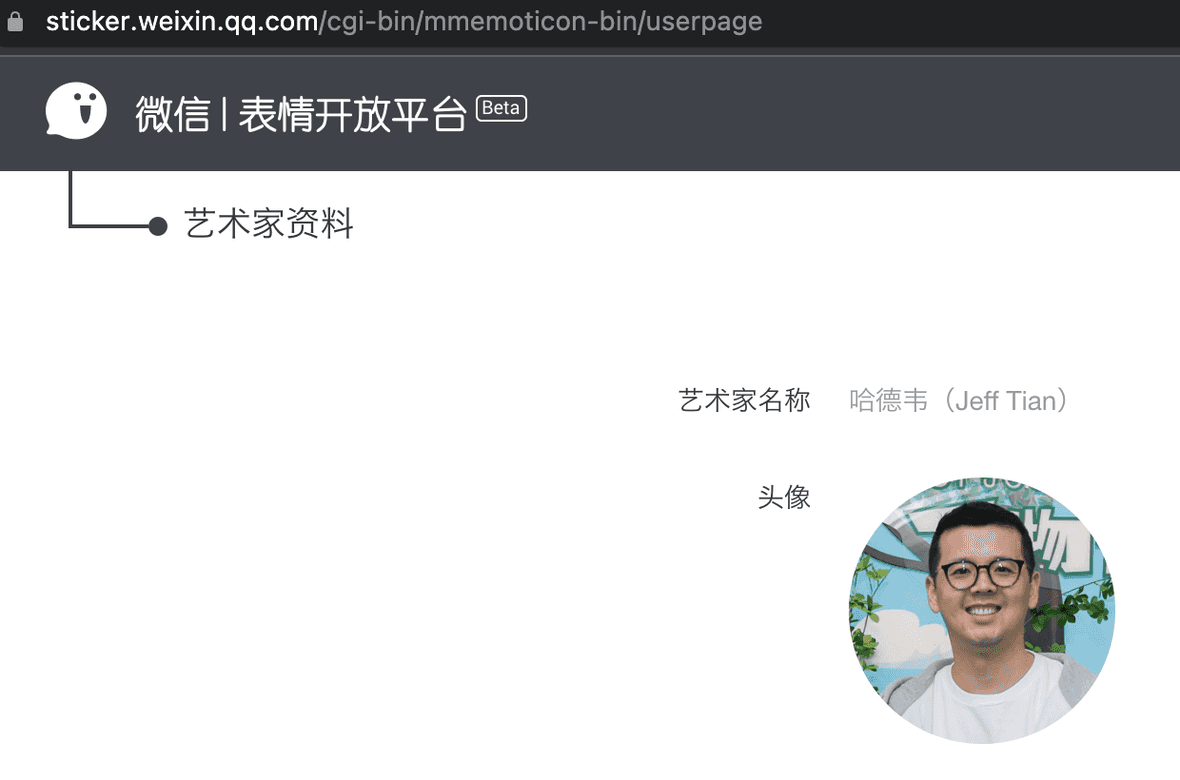 sticker.weixin.qq.com/cgi-bin/mmemoticon-bin/userpage
微信 | 表情开放平台 Beta
艺术家资料
艺术家名称 哈德韦（Jeff Tian）
头像
物